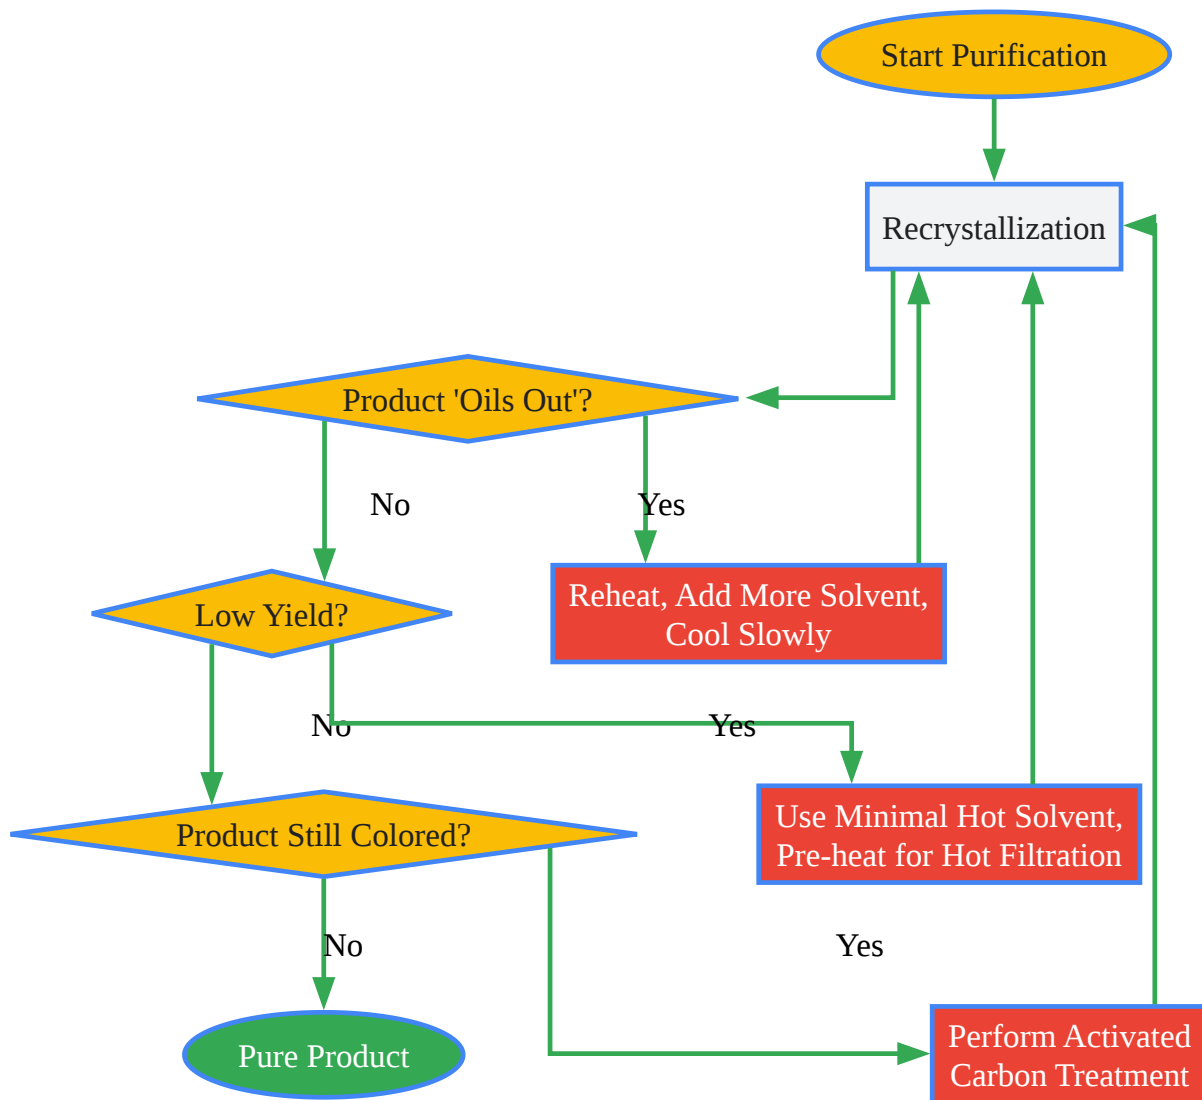 Start Purification
Recrystallization
Product 'Oils Out'?
No
Yes
Reheat, Add More Solvent,
Cool Slowly
Low Yield?
No
Yes
Use Minimal Hot Solvent,
Pre-heat for Hot Filtration
Product Still Colored?
No
Yes
Pure Product
Perform Activated
Carbon Treatment